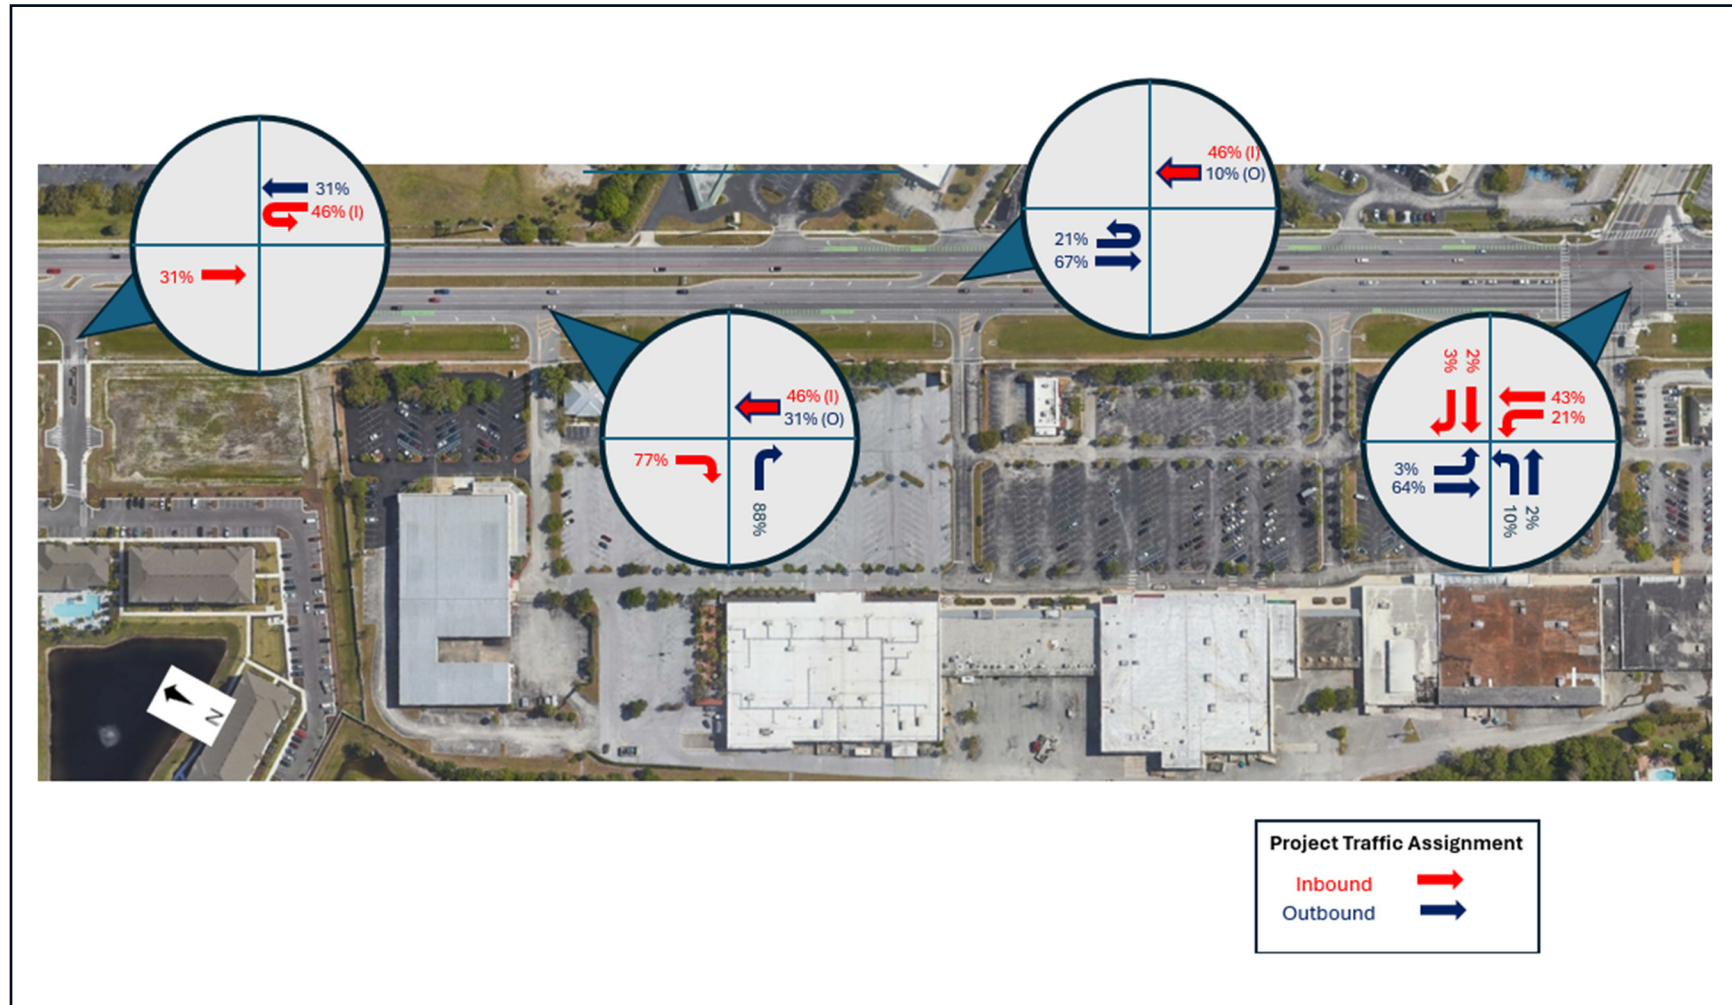 31%
46% (I)
31%
46% (I)
10% (O)
21%
67%
46% (I)
31% (O)
77%
88%
3%
2%
43%
21%
3%
64%
10%
2%
N
Project Traffic Assignment
Inbound
Outbound